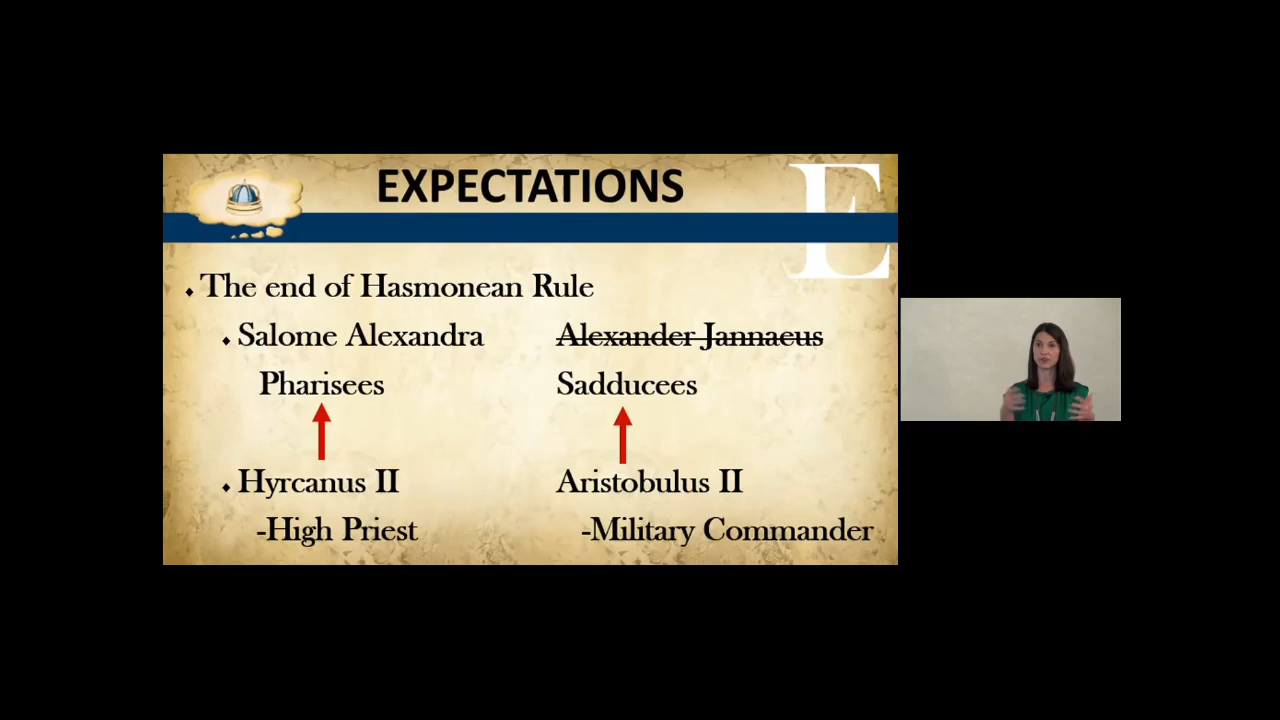 EXPECTATIONS
E
The end of Hasmonean Rule
Salome Alexandra Alexander Jannaeus
Pharisees Sadducees
Hyrcanus II Aristobulus II
-High Priest -Military Commander